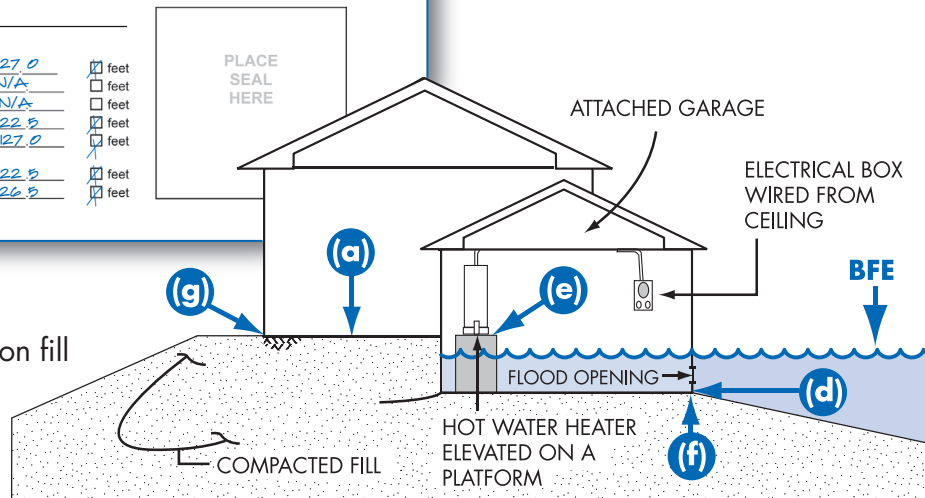 27.0 feet
N/A feet
N/A feet
22.5 feet
127.0 feet
22.5 feet
26.5 feet
PLACE
SEAL
HERE
ATTACHED GARAGE
ELECTRICAL BOX
WIRED FROM
CEILING
(a)
(g)
(e)
BFE
on fill
FLOOD OPENING
(d)
HOT WATER HEATER
ELEVATED ON A
PLATFORM
(f)
COMPACTED FILL